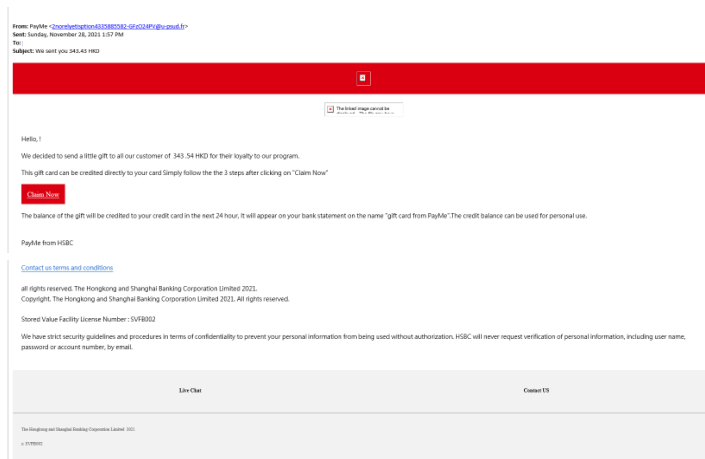 From: PayMe <2norelyetisption4335885582-GFzO24PV@u-psud.fr>
Sent: Sunday, November 28, 2021 1:57 PM
To:
Subject: We sent you 343.43 HKD
The linked image cannot be
Hello, !
We decided to send a little gift to all our customer of 343 .54 HKD for their loyalty to our program.
This gift card can be credited directly to your card Simply follow the the 3 steps after clicking on "Claim Now"
Claim Now
The balance of the gift will be credited to your credit card in the next 24 hour, It will appear on your bank statement on the name "gift card from PayMe".The credit balance can be used for personal use.
PayMe from HSBC
Contact us terms and conditions
all rights reserved. The Hongkong and Shanghai Banking Corporation Limited 2021.
Copyright. The Hongkong and Shanghai Banking Corporation Limited 2021. All rights reserved.
Stored Value Facility License Number : SVFB002
We have strict security guidelines and procedures in terms of confidentiality to prevent your personal information from being used without authorization. HSBC will never request verification of personal information, including user name,
password or account number, by email.
Live Chat
Contact US
The Hongkong and Shanghai Banking Corporation Limited 2021.
SVFB002